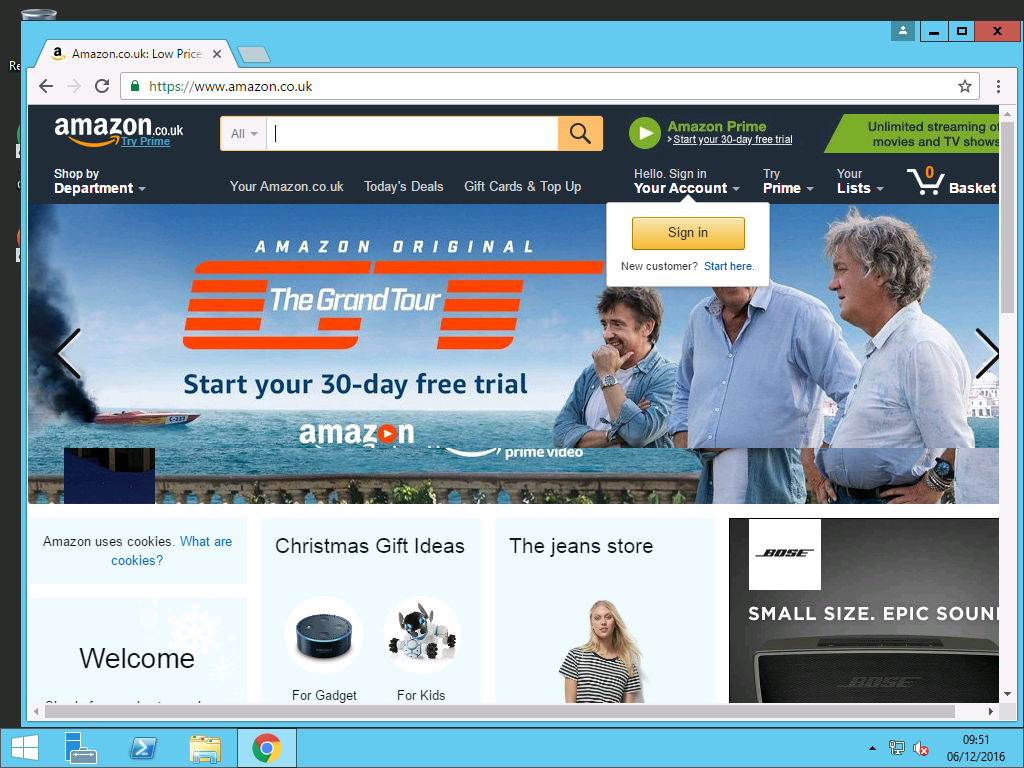 Re
Amazon.co.uk: Low Price
https://www.amazon.co.uk
amazon.co.uk
Try Prime
All
Amazon Prime
Start your 30-day free trial
Unlimited streaming of
movies and TV shows
Shop by
Department
Your Amazon.co.uk
Today's Deals
Gift Cards & Top Up
Hello. Sign in
Your Account
Try
Prime
Your
Lists
0
Basket
Sign in
New customer? Start here.
AMAZON ORIGINAL
The Grand Tour
Start your 30-day free trial
amazon
prime video
Amazon uses cookies. What are
cookies?
Welcome
Christmas Gift Ideas
For Gadget
For Kids
The jeans store
BOSE
SMALL SIZE. EPIC SOUN
BOSE
09:51
06/12/2016